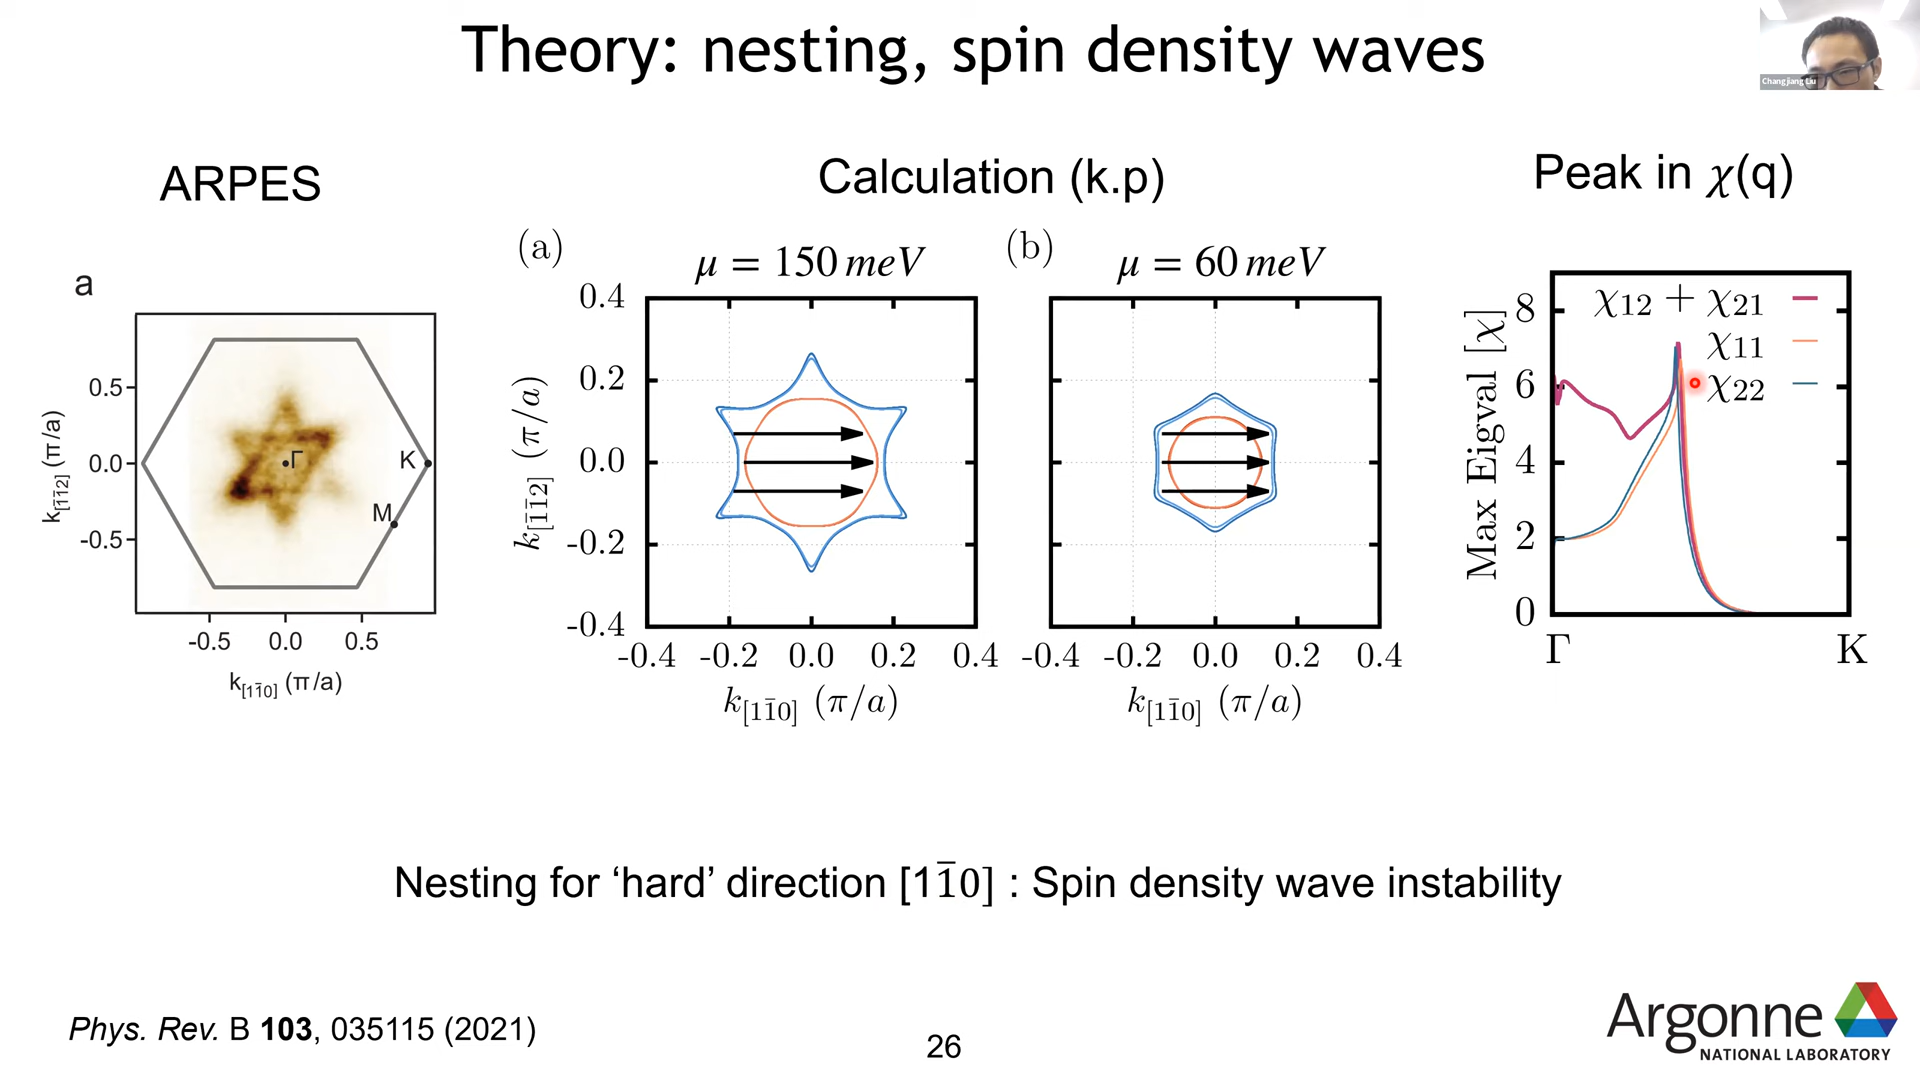 Theory: nesting, spin density waves
Changjiang Liu
ARPES
Calculation (k.p)
Peak in χ(q)
a
0.5
0.0
-0.5
k[1̄1̄2] (π/a)
Γ
K
M
-0.5 0.0 0.5
k[11̄0] (π/a)
(a)
μ = 150 meV
0.4
0.2
0.0
-0.2
-0.4
k[1̄1̄2] (π/a)
-0.4 -0.2 0.0 0.2 0.4
k[11̄0] (π/a)
(b)
μ = 60 meV
-0.4 -0.2 0.0 0.2 0.4
k[11̄0] (π/a)
Max Eigval [χ]
8
6
4
2
0
χ12 + χ21
χ11
χ22
Γ K
Nesting for ‘hard’ direction [11̄0] : Spin density wave instability
Phys. Rev. B 103, 035115 (2021)
26
Argonne
NATIONAL LABORATORY